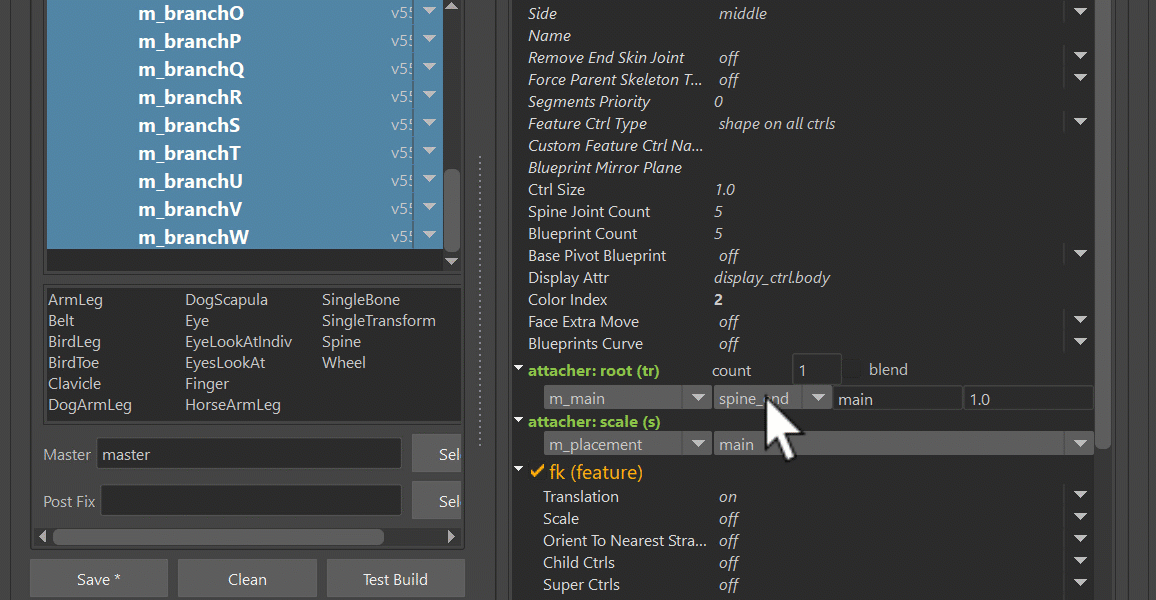 m_branchO v55
m_branchP v55
m_branchQ v55
m_branchR v55
m_branchS v55
m_branchT v55
m_branchU v55
m_branchV v55
m_branchW v55
ArmLeg DogScapula SingleBone
Belt Eye SingleTransform
BirdLeg EyeLookAtIndiv Spine
BirdToe EyesLookAt Wheel
Clavicle Finger
DogArmLeg HorseArmLeg
Master master Sel
Post Fix Sel
Save * Clean Test Build
Side middle
Name
Remove End Skin Joint off
Force Parent Skeleton T... off
Segments Priority 0
Feature Ctrl Type shape on all ctrls
Custom Feature Ctrl Na...
Blueprint Mirror Plane
Ctrl Size 1.0
Spine Joint Count 5
Blueprint Count 5
Base Pivot Blueprint off
Display Attr display_ctrl.body
Color Index 2
Face Extra Move off
Blueprints Curve off
attacher: root (tr) count 1 blend
m_main spine_end main 1.0
attacher: scale (s)
m_placement main
fk (feature)
Translation on
Scale off
Orient To Nearest Stra... off
Child Ctrls off
Super Ctrls off